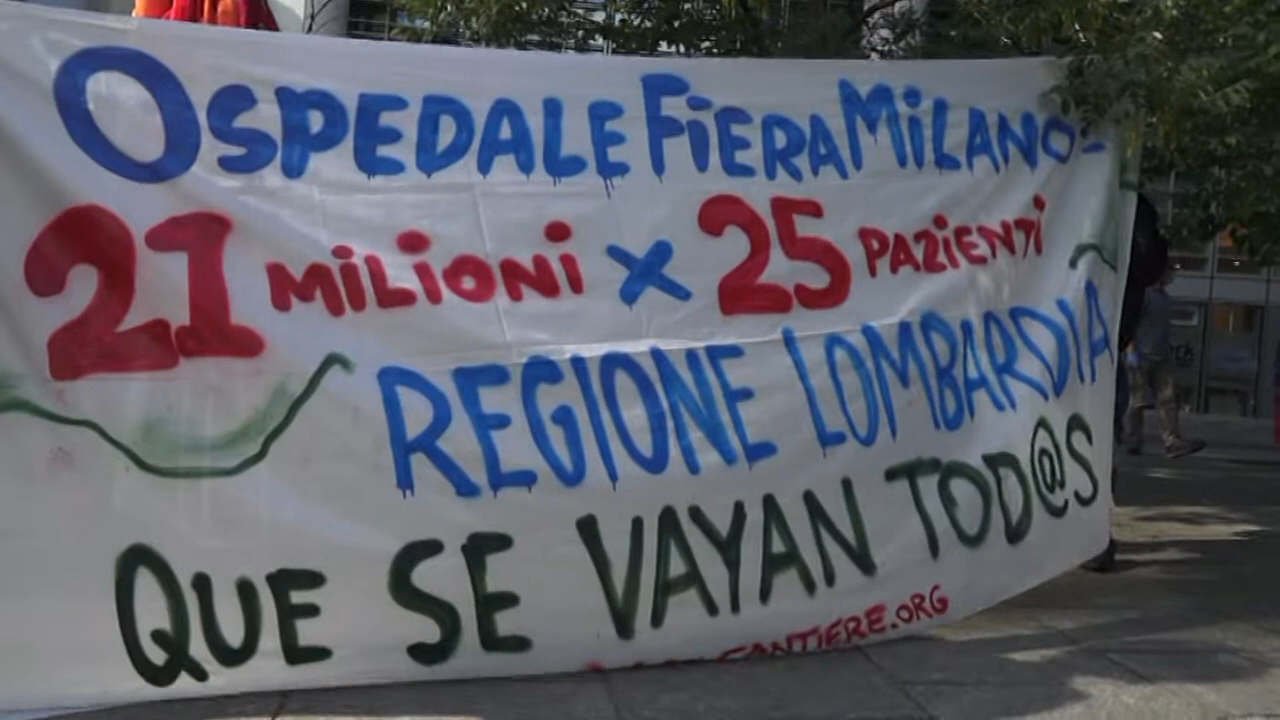 OSPEDALE FiERA MiLANO:
21 MiLiONi x 25 PAZiENTi
REGIONE LOMBARDIA
QUE SE VAYAN TOD@S
CANTIERE.ORG